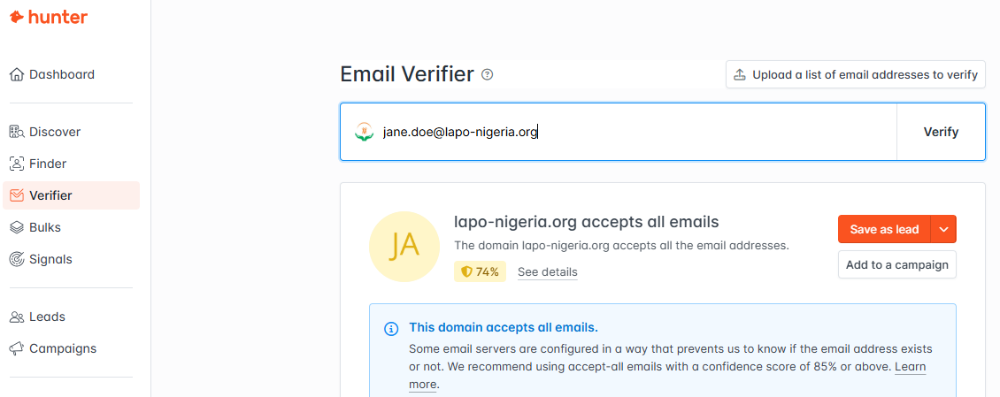 hunter
Dashboard
Discover
Finder
Verifier
Bulks
Signals
Leads
Campaigns
Email Verifier ?
Upload a list of email addresses to verify
jane.doe@lapo-nigeria.org
Verify
JA
lapo-nigeria.org accepts all emails
The domain lapo-nigeria.org accepts all the email addresses.
74% See details
Save as lead
Add to a campaign
This domain accepts all emails.
Some email servers are configured in a way that prevents us to know if the email address exists
or not. We recommend using accept-all emails with a confidence score of 85% or above. Learn
more.